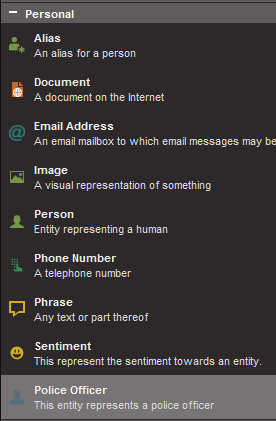 Personal
Alias
An alias for a person
Document
A document on the Internet
Email Address
An email mailbox to which email messages may be
Image
A visual representation of something
Person
Entity representing a human
Phone Number
A telephone number
Phrase
Any text or part thereof
Sentiment
This represent the sentiment towards an entity.
Police Officer
This entity represents a police officer